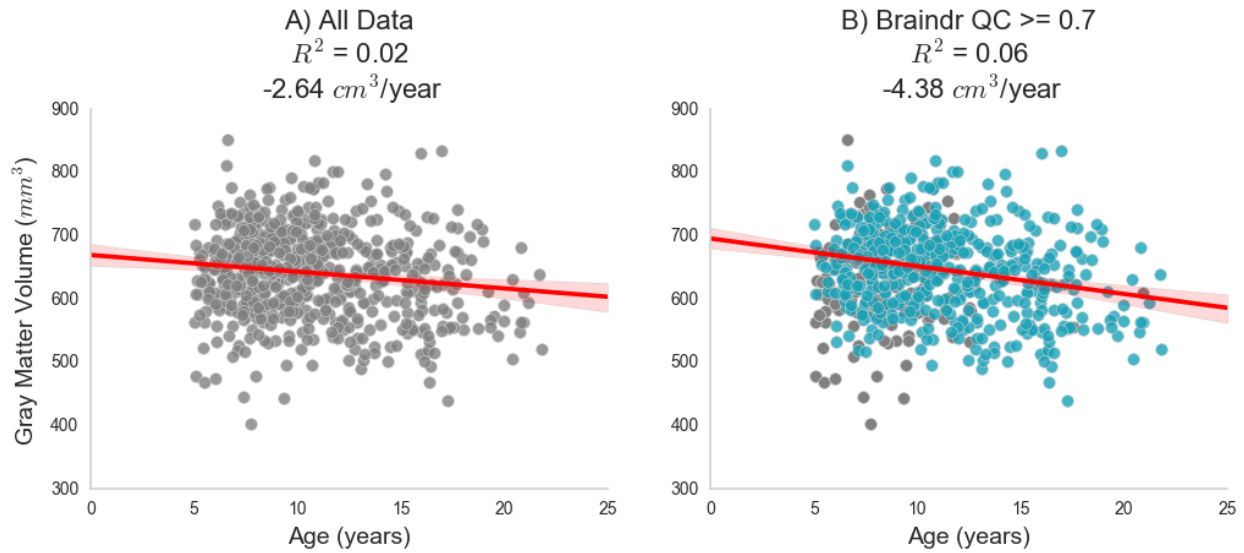 A) All Data
R² = 0.02
-2.64 cm³/year
900
800
700
600
500
400
300
0
5
10
15
20
25
Gray Matter Volume (mm³)
Age (years)
B) Braindr QC >= 0.7
R² = 0.06
-4.38 cm³/year
900
800
700
600
500
400
300
0
5
10
15
20
25
Age (years)